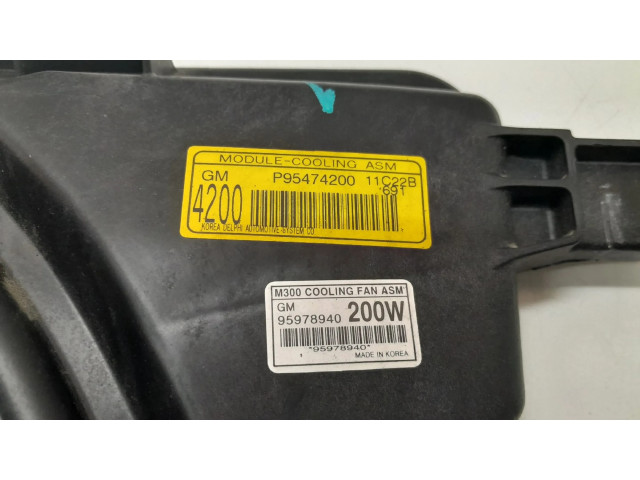 MODULE-COOLING ASM
GM P95474200 11C22B
4200 691
KOREA DELPHI AUTOMOTIVE SYSTEM CO
M300 COOLING FAN ASM
GM
95978940 200W
*95978940*
MADE IN KOREA